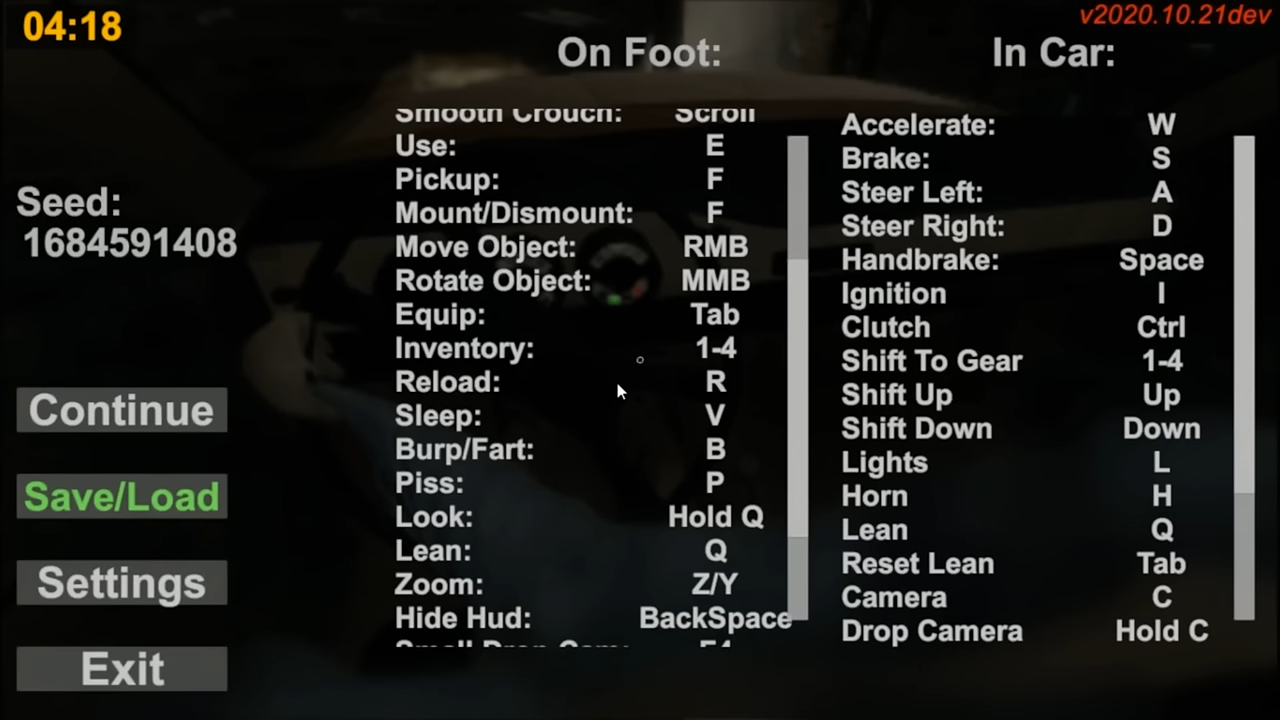 04:18
v2020.10.21dev
On Foot:
In Car:
Seed:
1684591408
Continue
Save/Load
Settings
Exit
Smooth Crouch: Scroll
Use: E
Pickup: F
Mount/Dismount: F
Move Object: RMB
Rotate Object: MMB
Equip: Tab
Inventory: 1-4
Reload: R
Sleep: V
Burp/Fart: B
Piss: P
Look: Hold Q
Lean: Q
Zoom: Z/Y
Hide Hud: BackSpace
Accelerate: W
Brake: S
Steer Left: A
Steer Right: D
Handbrake: Space
Ignition I
Clutch Ctrl
Shift To Gear 1-4
Shift Up Up
Shift Down Down
Lights L
Horn H
Lean Q
Reset Lean Tab
Camera C
Drop Camera Hold C